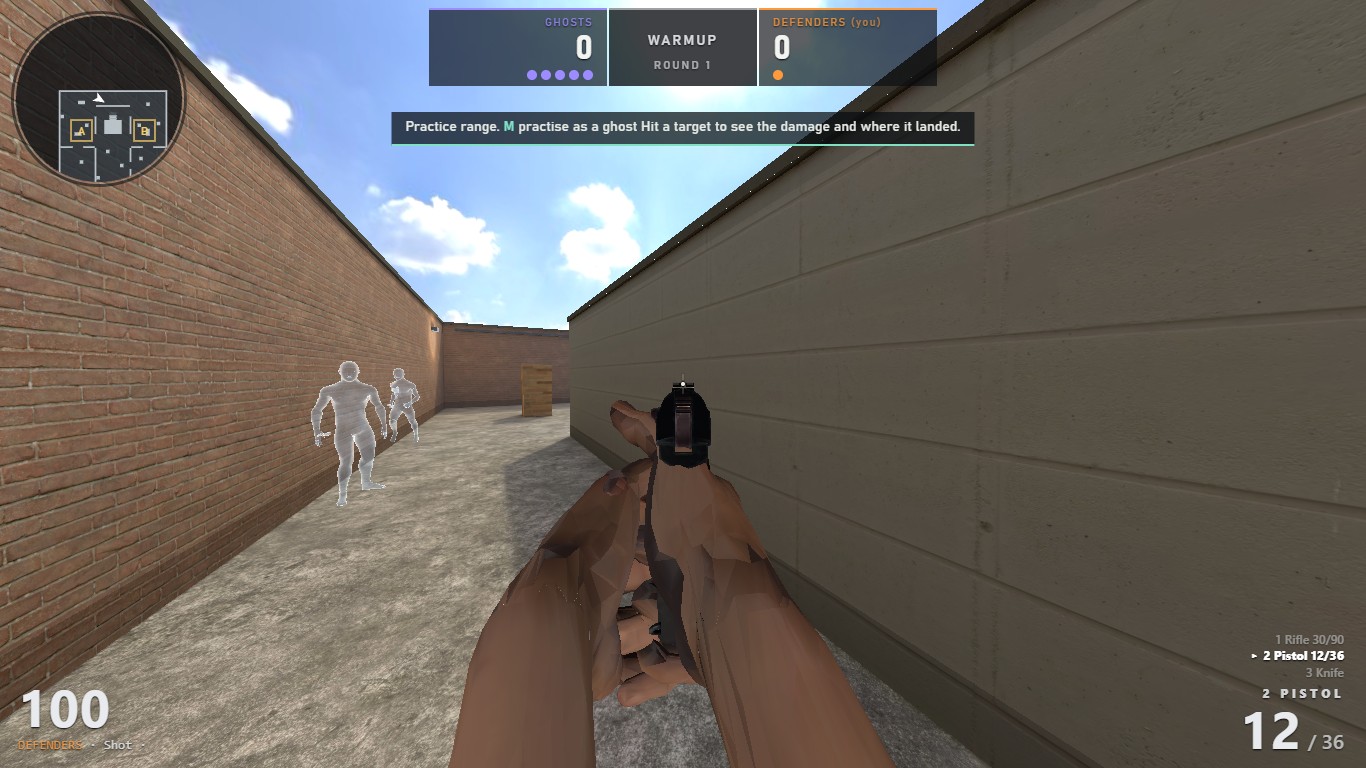 GHOSTS
0
WARMUP
ROUND 1
DEFENDERS (you)
0
Practice range. M practise as a ghost Hit a target to see the damage and where it landed.
A
B
1 Rifle 30/90
▸ 2 Pistol 12/36
3 Knife
2 PISTOL
12 / 36
100
DEFENDERS · Shot ·